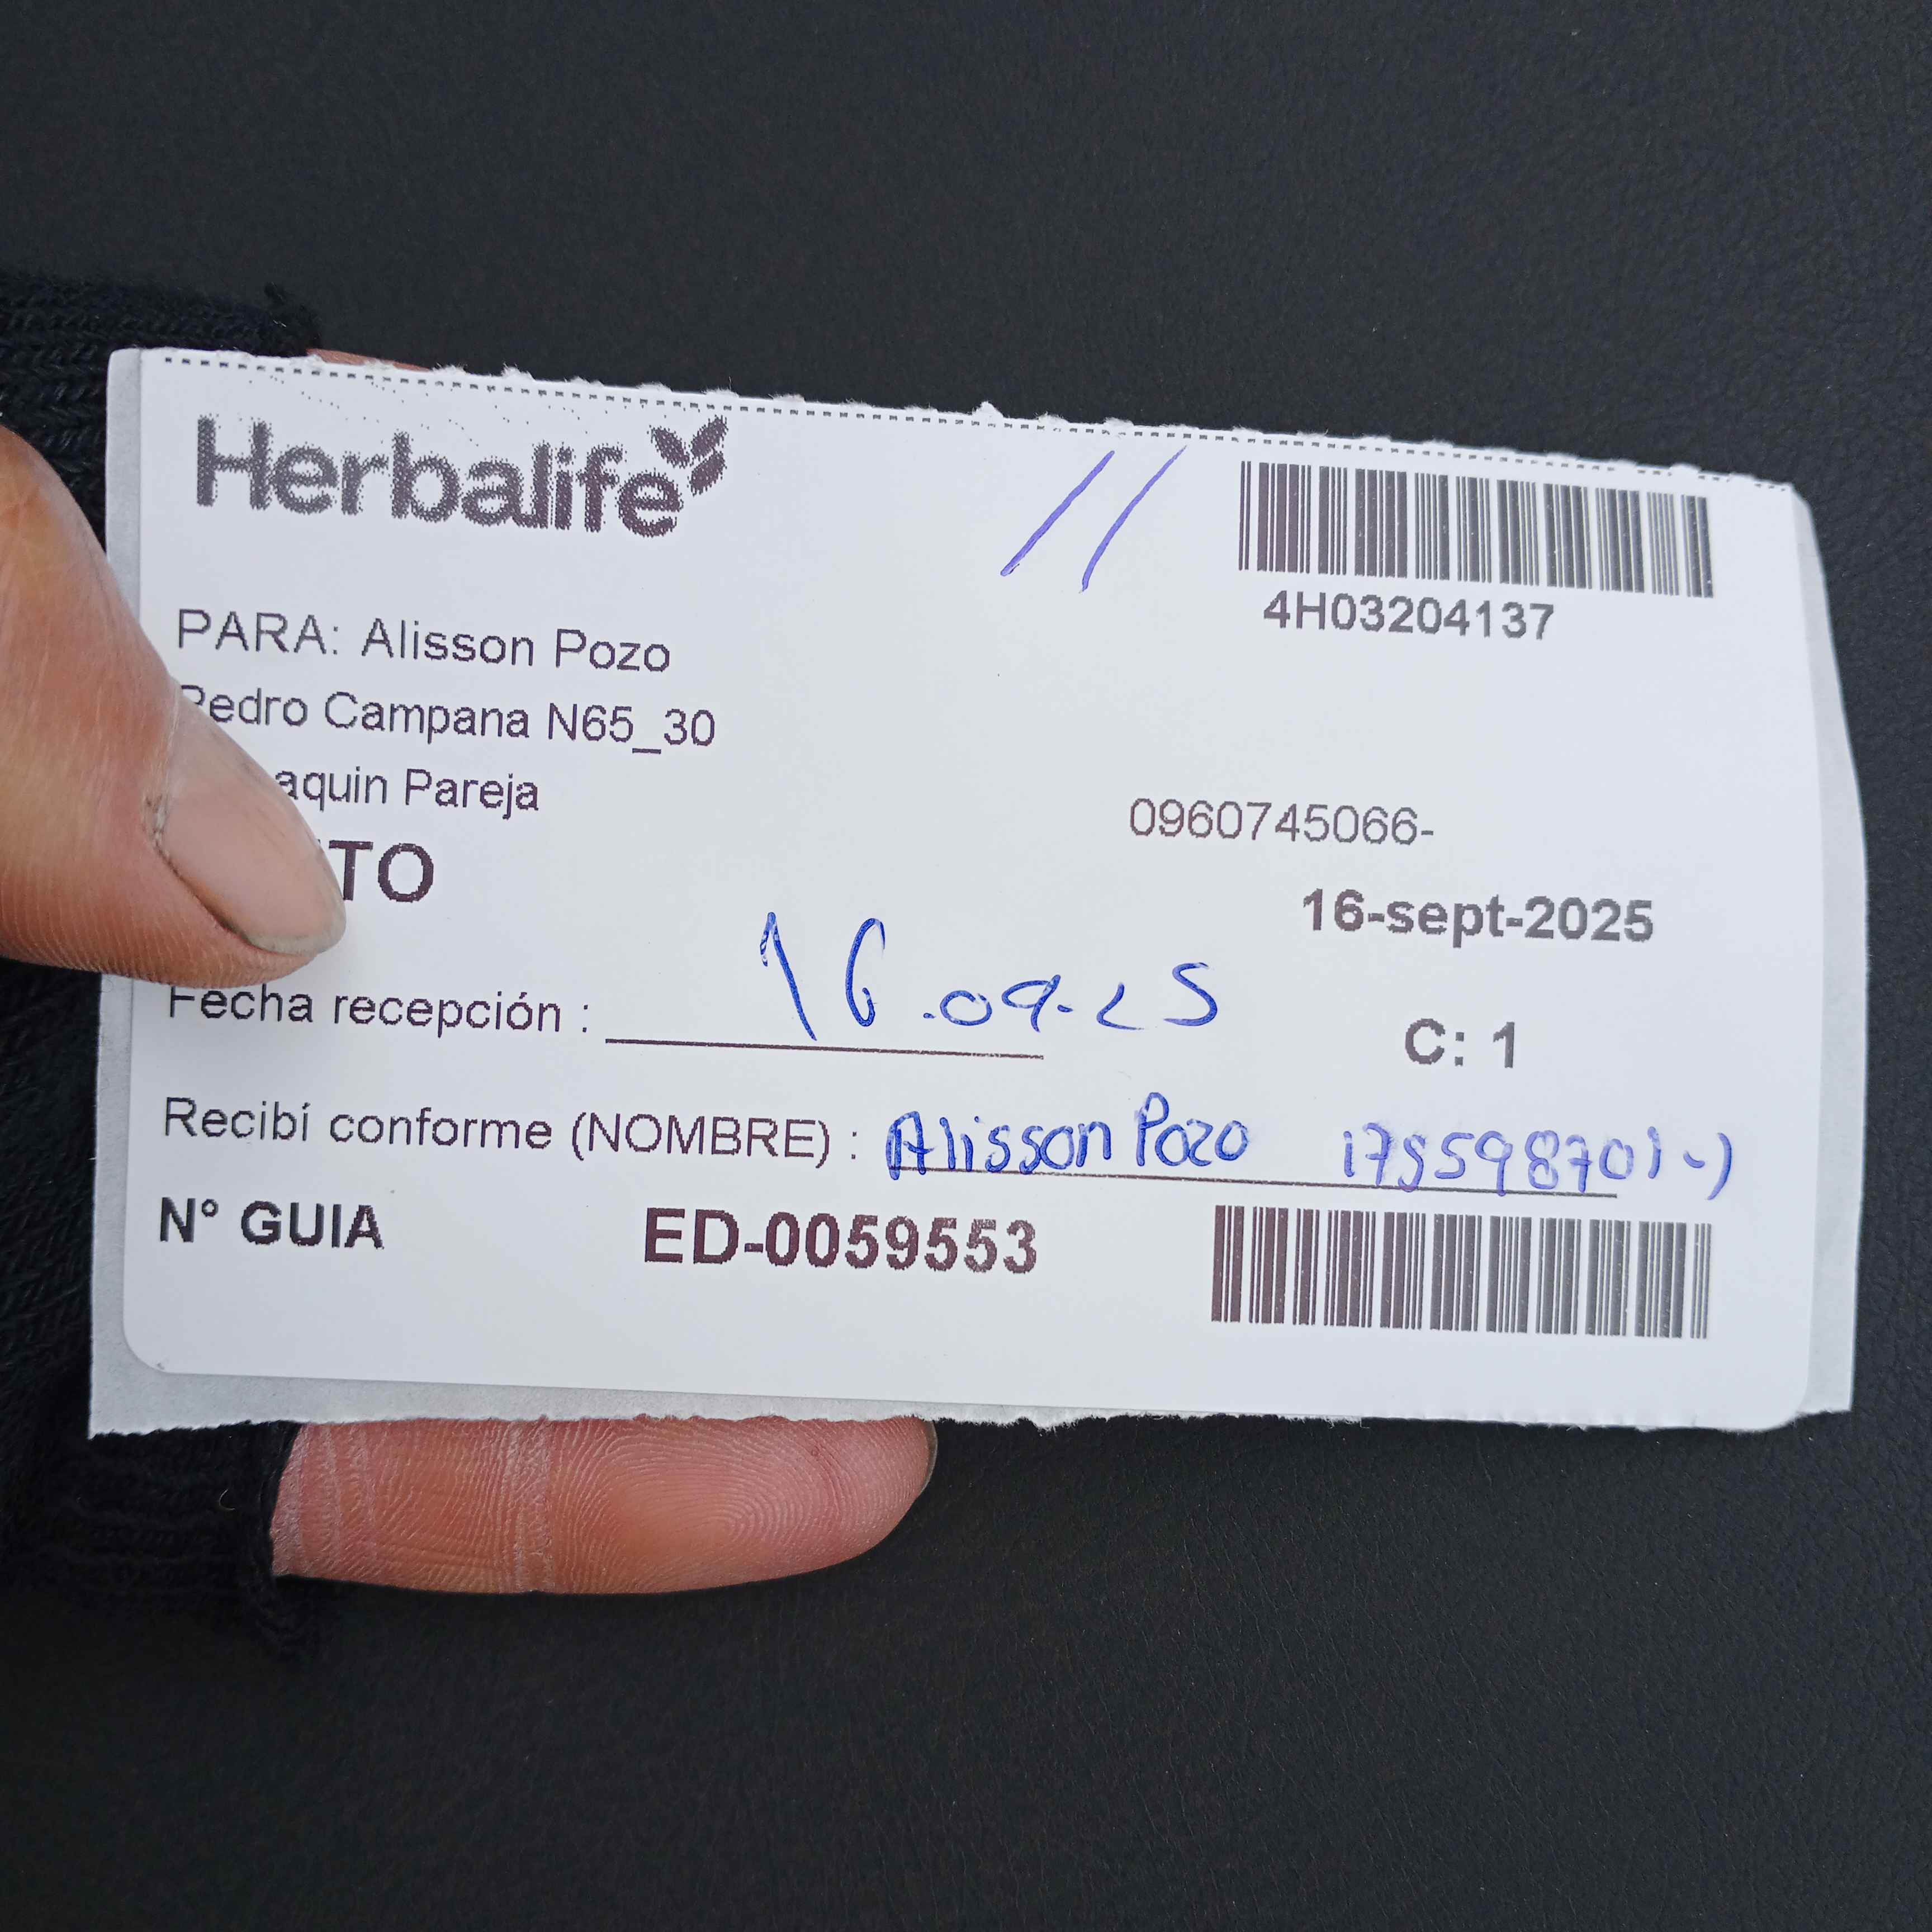 Herbalife
//
4H03204137
PARA: Alisson Pozo
Pedro Campana N65_30
aquin Pareja
0960745066-
TO
16-sept-2025
Fecha recepción : 16.09.25
C: 1
Recibí conforme (NOMBRE) : Alisson Pozo
N° GUIA ED-0059553